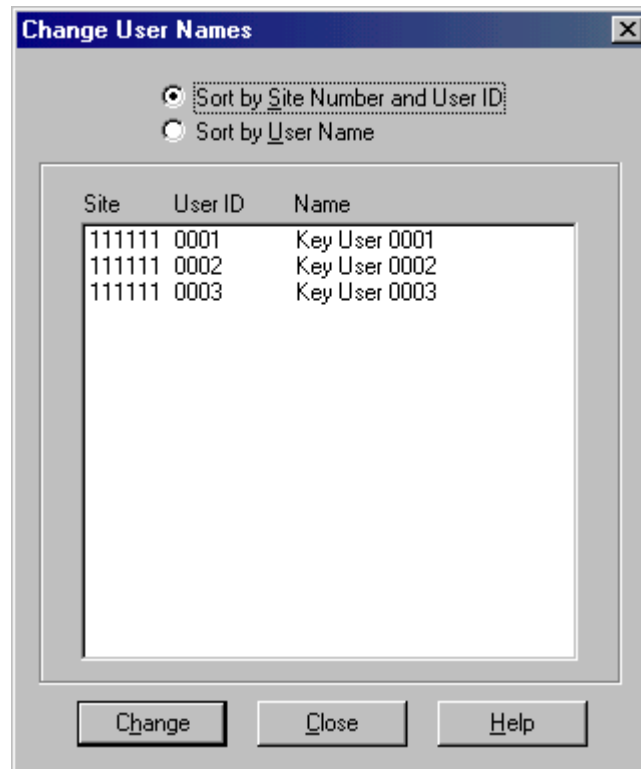 Change User Names
Sort by Site Number and User ID
Sort by User Name
Site User ID Name
111111 0001 Key User 0001
111111 0002 Key User 0002
111111 0003 Key User 0003
Change Close Help